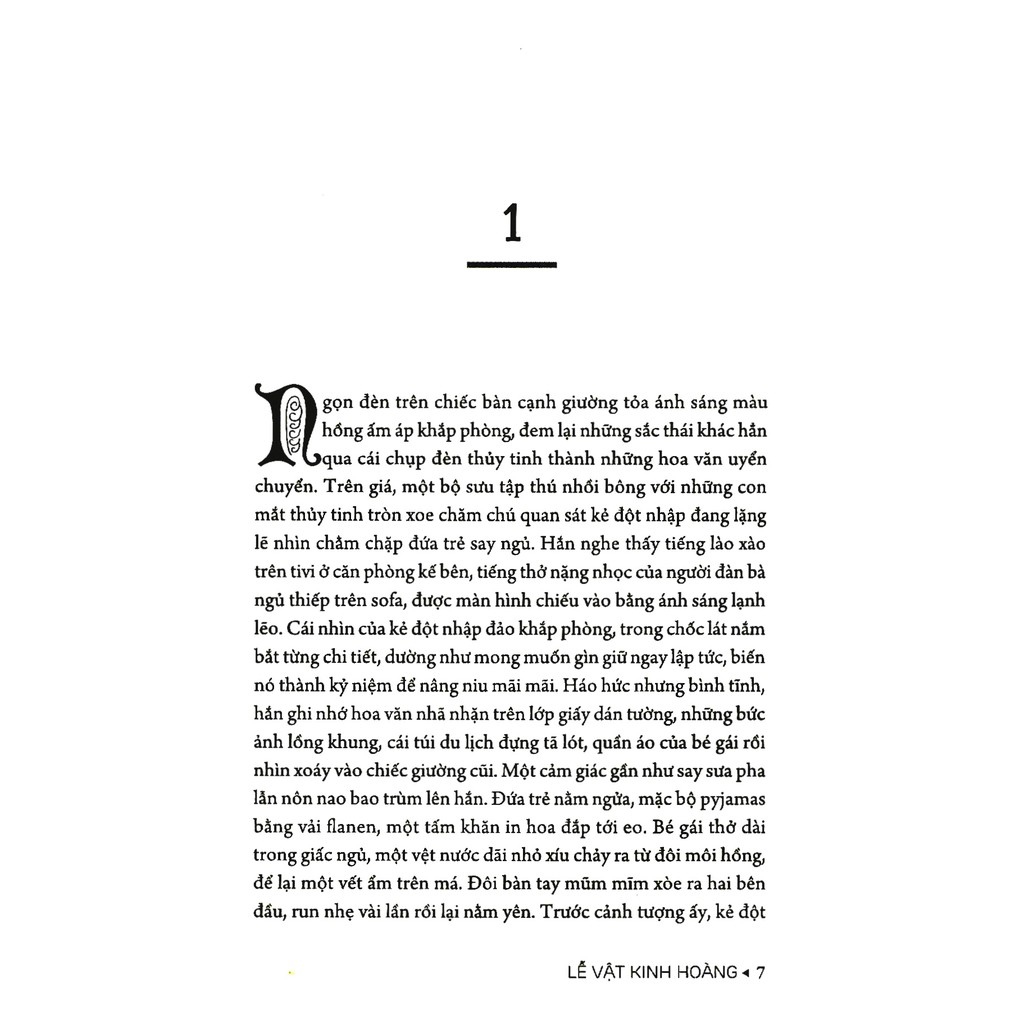 1
Ngọn đèn trên chiếc bàn cạnh giường tỏa ánh sáng màu
hồng ấm áp khắp phòng, đem lại những sắc thái khác hẳn
qua cái chụp đèn thủy tinh thành những hoa văn uyển
chuyển. Trên giá, một bộ sưu tập thú nhồi bông với những con
mắt thủy tinh tròn xoe chăm chú quan sát kẻ đột nhập đang lặng
lẽ nhìn chằm chặp đứa trẻ say ngủ. Hắn nghe thấy tiếng lào xào
trên tivi ở căn phòng kế bên, tiếng thở nặng nhọc của người đàn bà
ngủ thiếp trên sofa, được màn hình chiếu vào bằng ánh sáng lạnh
lẽo. Cái nhìn của kẻ đột nhập đảo khắp phòng, trong chốc lát nắm
bắt từng chi tiết, dường như mong muốn gìn giữ ngay lập tức, biến
nó thành kỷ niệm để nâng niu mãi mãi. Háo hức nhưng bình tĩnh,
hắn ghi nhớ hoa văn nhã nhặn trên lớp giấy dán tường, những bức
ảnh lồng khung, cái túi du lịch đựng tã lót, quần áo của bé gái rồi
nhìn xoáy vào chiếc giường cũi. Một cảm giác gần như say sưa pha
lẫn nôn nao bao trùm lên hắn. Đứa trẻ nằm ngửa, mặc bộ pyjamas
bằng vải flanen, một tấm khăn in hoa đắp tới eo. Bé gái thở dài
trong giấc ngủ, một vệt nước dãi nhỏ xíu chảy ra từ đôi môi hồng,
để lại một vết ẩm trên má. Đôi bàn tay mũm mĩm xòe ra hai bên
đầu, run nhẹ vài lần rồi lại nằm yên. Trước cảnh tượng ấy, kẻ đột
LỄ VẬT KINH HOÀNG ◂ 7